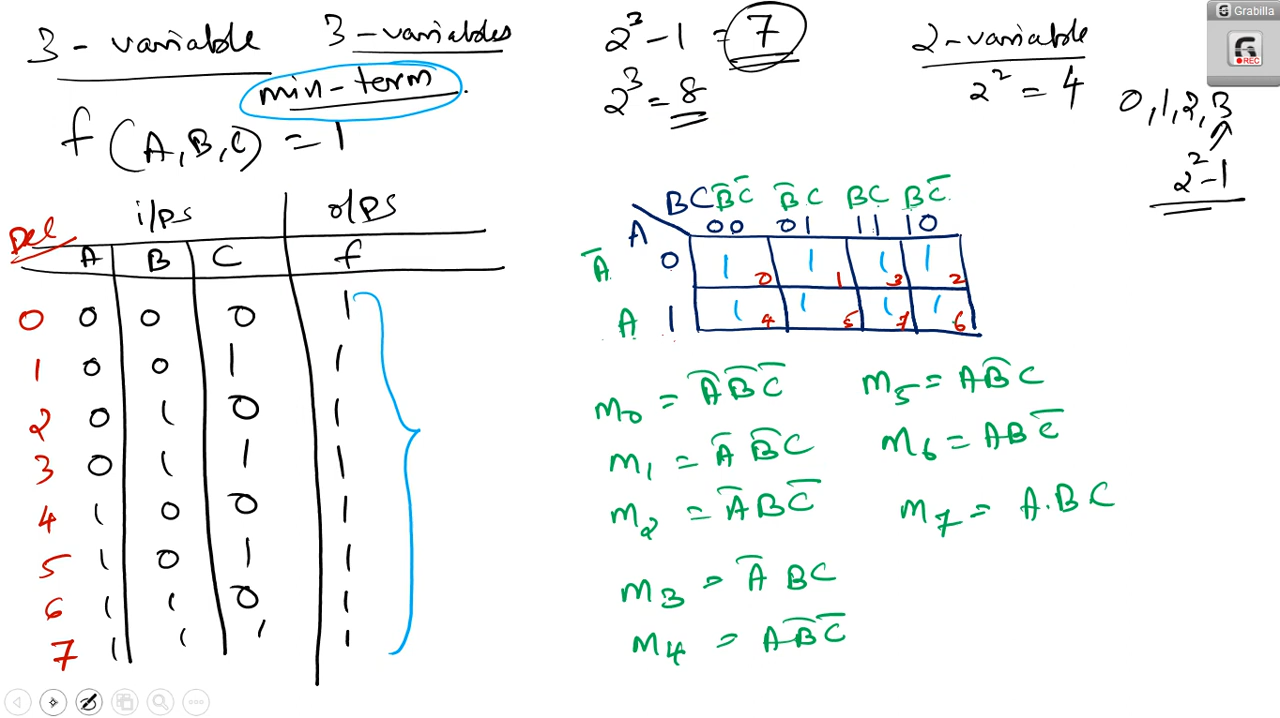 3-variable
3-variables
min-term.
f(A,B,C) = 1
2³-1 = 7
2³ = 8
2-variable
2² = 4
0,1,2,3
2²-1
Grabilla
REC
i/ps o/ps
Dec A B C f
0 0 0 0 1
1 0 0 1 1
2 0 1 0 1
3 0 1 1 1
4 1 0 0 1
5 1 0 1 1
6 1 1 0 1
7 1 1 1 1
BC B̅C̅ B̅C BC BC̅
A 00 01 11 10
A̅ 0 1 0 1 1 1 3 1 2
A 1 1 4 1 5 1 7 1 6
m₀ = A̅B̅C̅
m₁ = A̅B̅C
m₂ = A̅BC̅
m₃ = A̅BC
m₄ = AB̅C̅
m₅ = AB̅C
m₆ = ABC̅
m₇ = A.BC